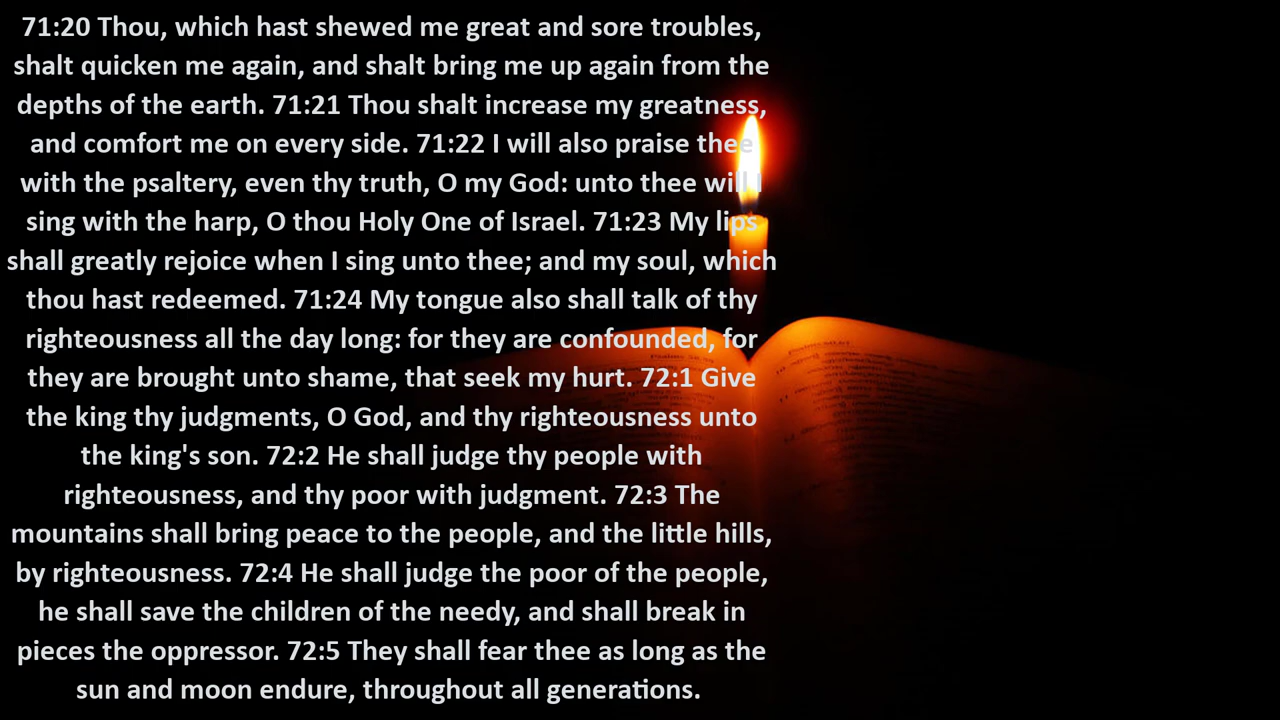 71:20 Thou, which hast shewed me great and sore troubles,
shalt quicken me again, and shalt bring me up again from the
depths of the earth. 71:21 Thou shalt increase my greatness,
and comfort me on every side. 71:22 I will also praise thee
with the psaltery, even thy truth, O my God: unto thee will I
sing with the harp, O thou Holy One of Israel. 71:23 My lips
shall greatly rejoice when I sing unto thee; and my soul, which
thou hast redeemed. 71:24 My tongue also shall talk of thy
righteousness all the day long: for they are confounded, for
they are brought unto shame, that seek my hurt. 72:1 Give
the king thy judgments, O God, and thy righteousness unto
the king's son. 72:2 He shall judge thy people with
righteousness, and thy poor with judgment. 72:3 The
mountains shall bring peace to the people, and the little hills,
by righteousness. 72:4 He shall judge the poor of the people,
he shall save the children of the needy, and shall break in
pieces the oppressor. 72:5 They shall fear thee as long as the
sun and moon endure, throughout all generations.